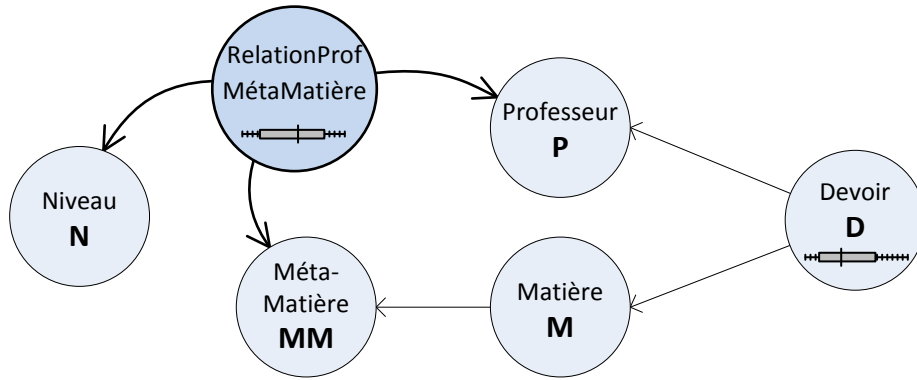 RelationProf
MétaMatière
Professeur
P
Niveau
N
Devoir
D
Méta-
Matière
MM
Matière
M